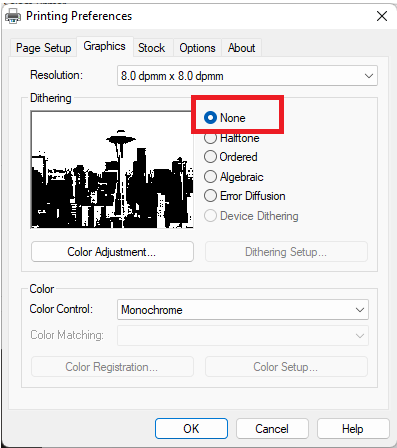 Printing Preferences
Page Setup Graphics Stock Options About
Resolution: 8.0 dpmm x 8.0 dpmm
Dithering
None
Halftone
Ordered
Algebraic
Error Diffusion
Device Dithering
Color Adjustment... Dithering Setup...
Color
Color Control: Monochrome
Color Matching:
Color Registration... Color Setup...
OK Cancel Help